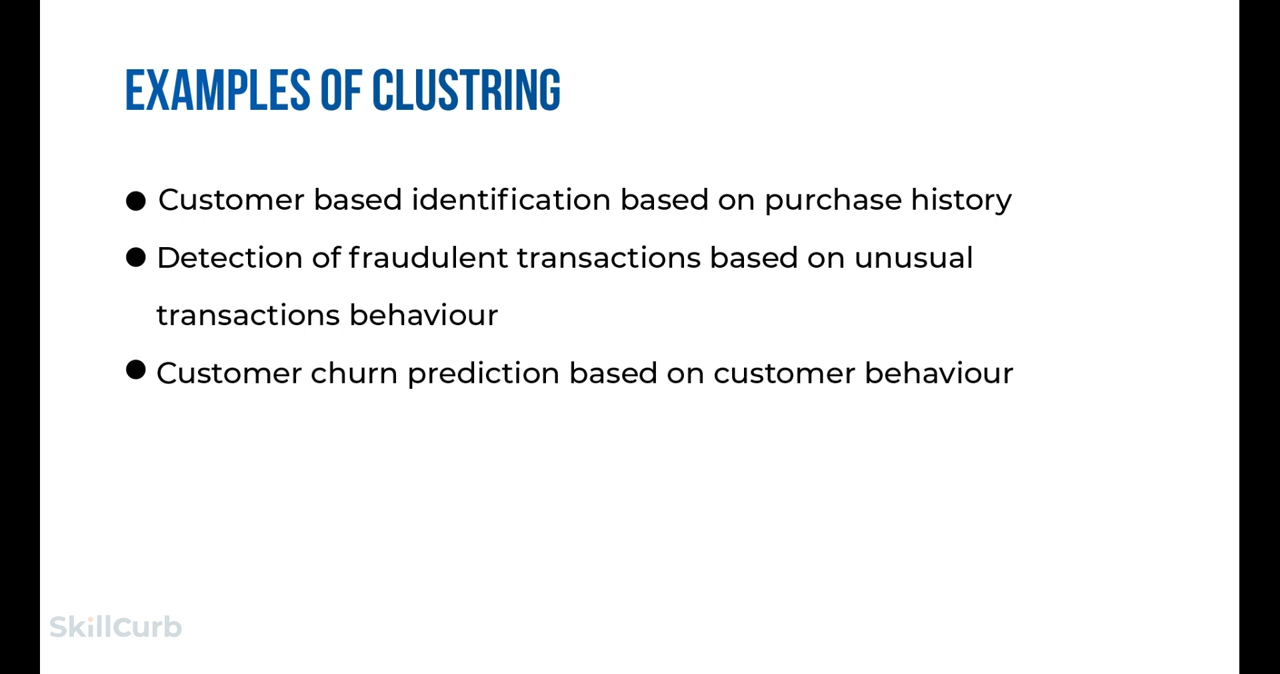 EXAMPLES OF CLUSTRING
● Customer based identification based on purchase history
● Detection of fraudulent transactions based on unusual
transactions behaviour
● Customer churn prediction based on customer behaviour
SkillCurb